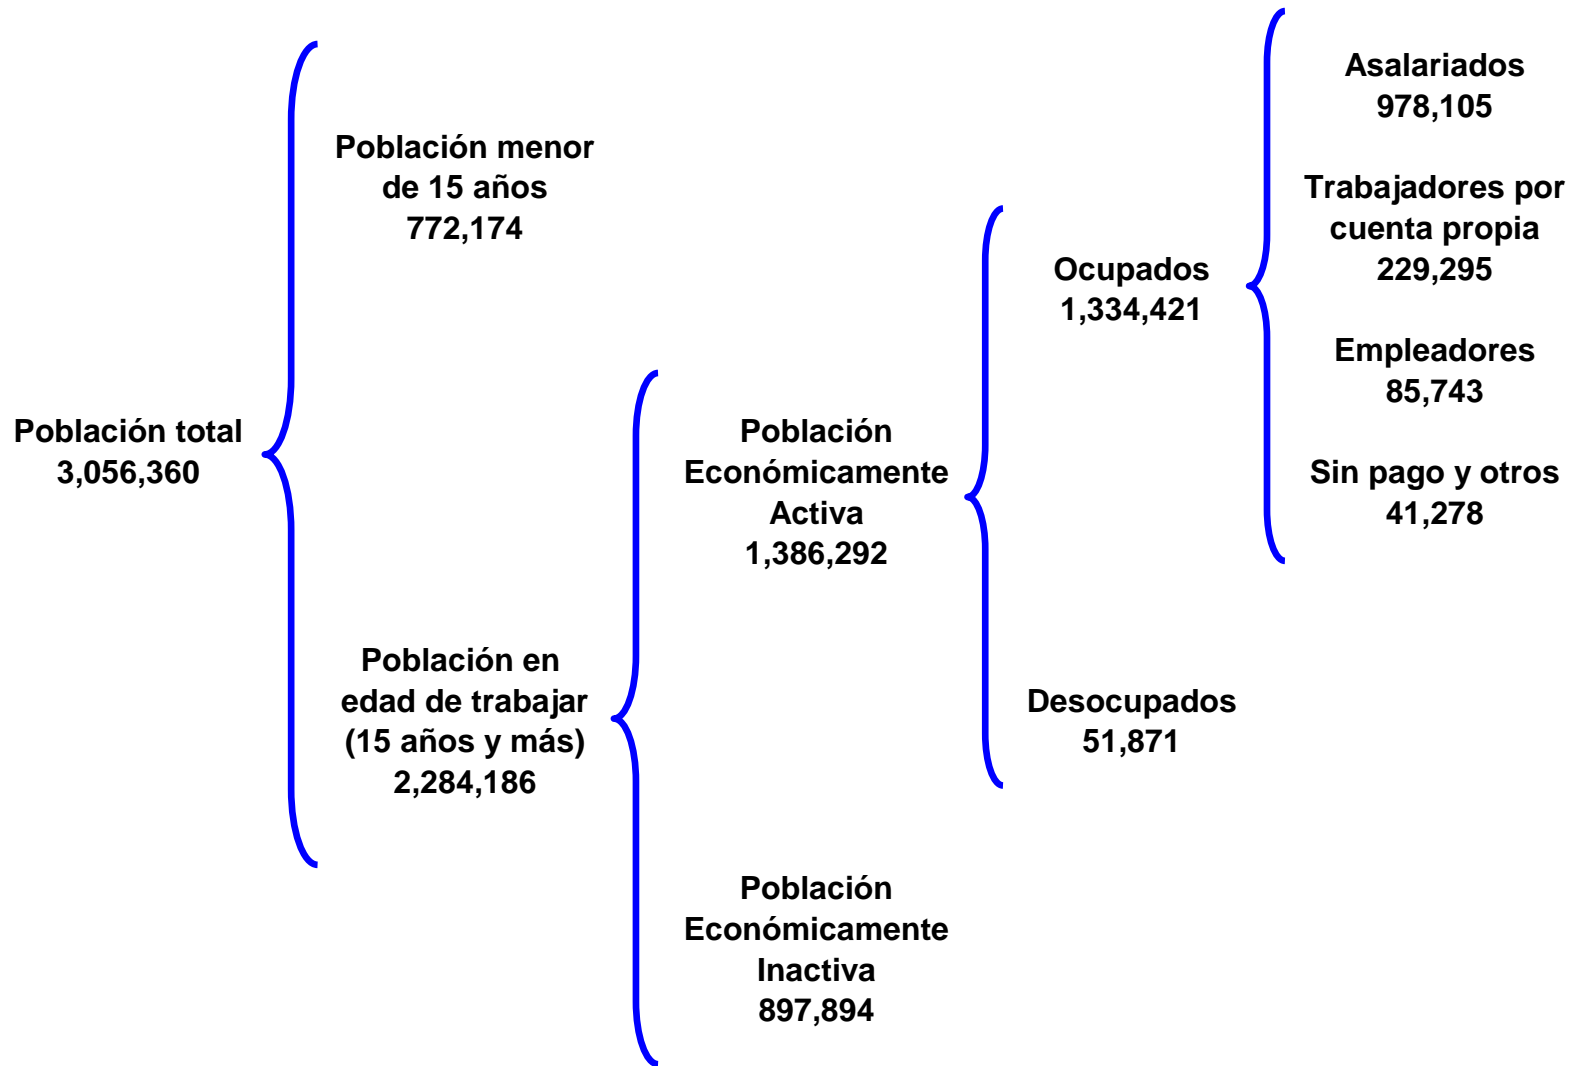 Población total
3,056,360
Población menor
de 15 años
772,174
Población en
edad de trabajar
(15 años y más)
2,284,186
Población
Económicamente
Activa
1,386,292
Población
Económicamente
Inactiva
897,894
Ocupados
1,334,421
Desocupados
51,871
Asalariados
978,105
Trabajadores por
cuenta propia
229,295
Empleadores
85,743
Sin pago y otros
41,278